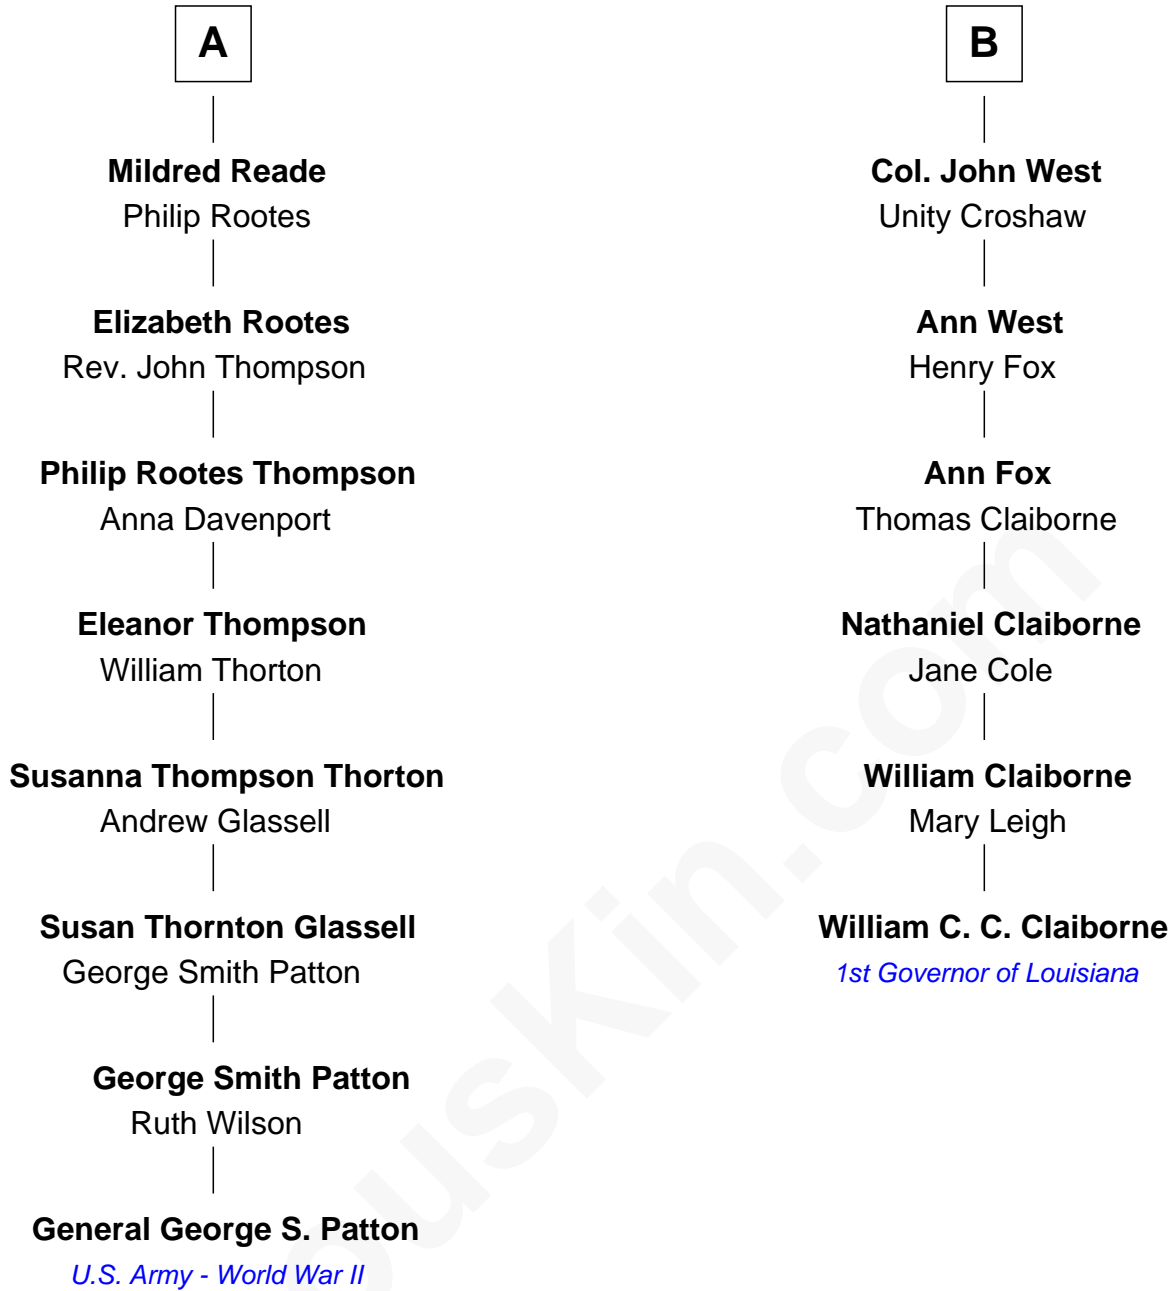 A
Mildred Reade
Philip Rootes
Elizabeth Rootes
Rev. John Thompson
Philip Rootes Thompson
Anna Davenport
Eleanor Thompson
William Thorton
Susanna Thompson Thorton
Andrew Glassell
Susan Thornton Glassell
George Smith Patton
George Smith Patton
Ruth Wilson
General George S. Patton
U.S. Army - World War II
B
Col. John West
Unity Croshaw
Ann West
Henry Fox
Ann Fox
Thomas Claiborne
Nathaniel Claiborne
Jane Cole
William Claiborne
Mary Leigh
William C. C. Claiborne
1st Governor of Louisiana
ousKin.com